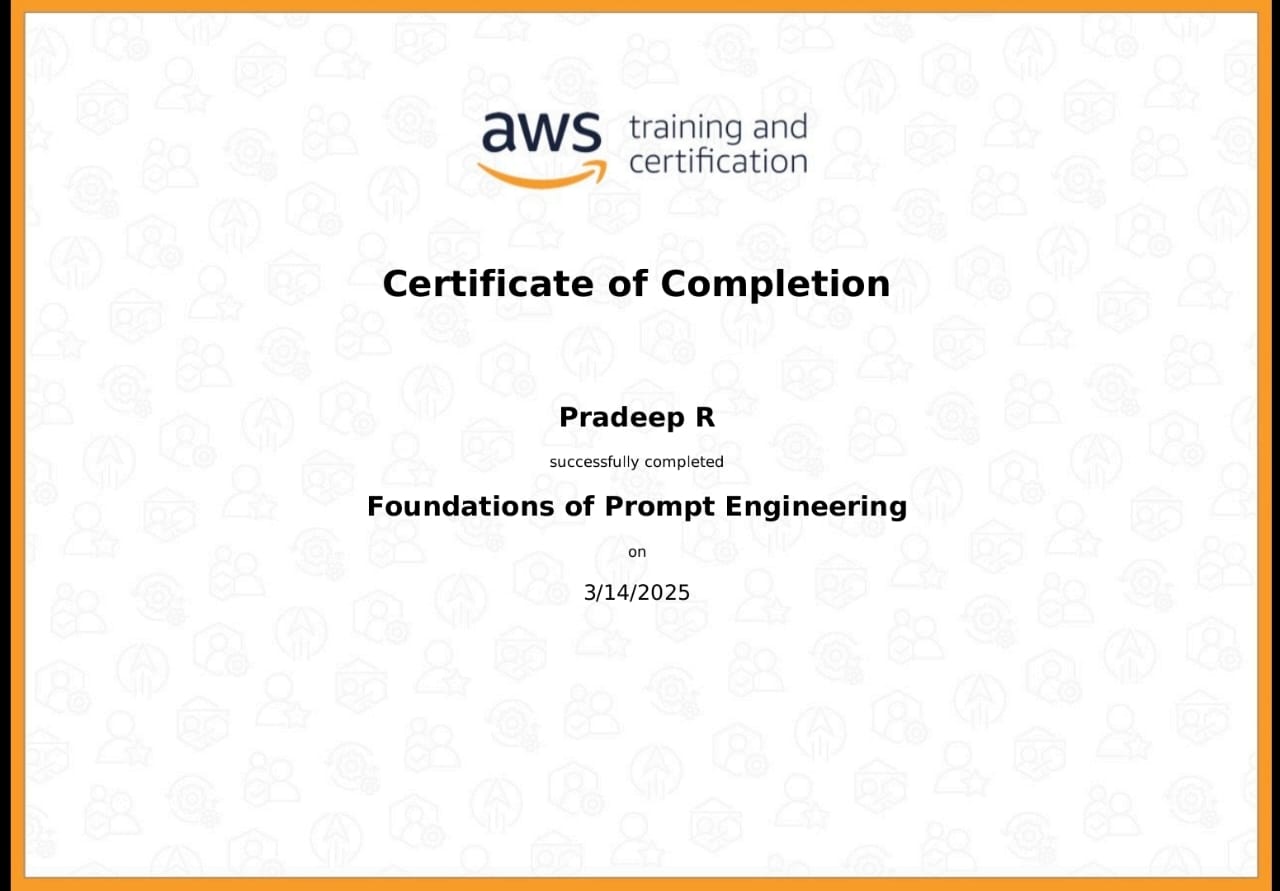 aws training and
certification
Certificate of Completion
Pradeep R
successfully completed
Foundations of Prompt Engineering
on
3/14/2025